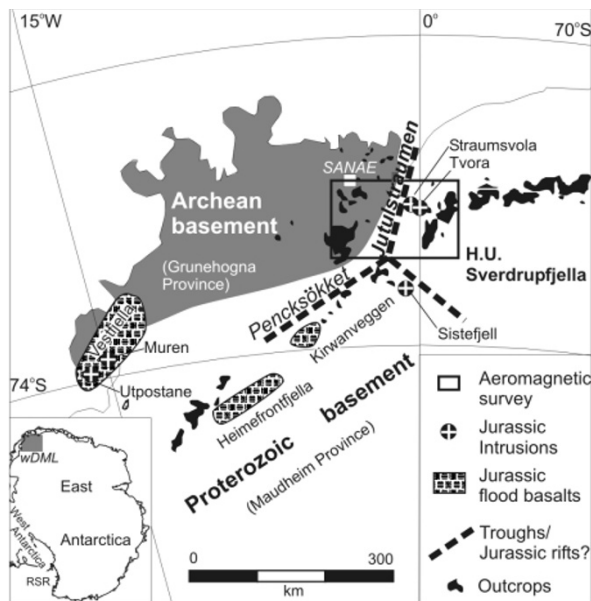 15°W
0°
70°S
Straumsvola
Tvora
SANAE
Jutulstraumen
Archean
basement
(Grunehogna
Province)
H.U.
Sverdrupfjella
Pencksökket
Vestfjella
Muren
Kirwanveggen
Sistefjell
74°S
Utpostane
Heimefrontfjella
Proterozoic basement
(Maudheim Province)
wDML
East
Antarctica
West
Antarctica
RSR
0 300
km
Aeromagnetic
survey
Jurassic
Intrusions
Jurassic
flood basalts
Troughs/
Jurassic rifts?
Outcrops